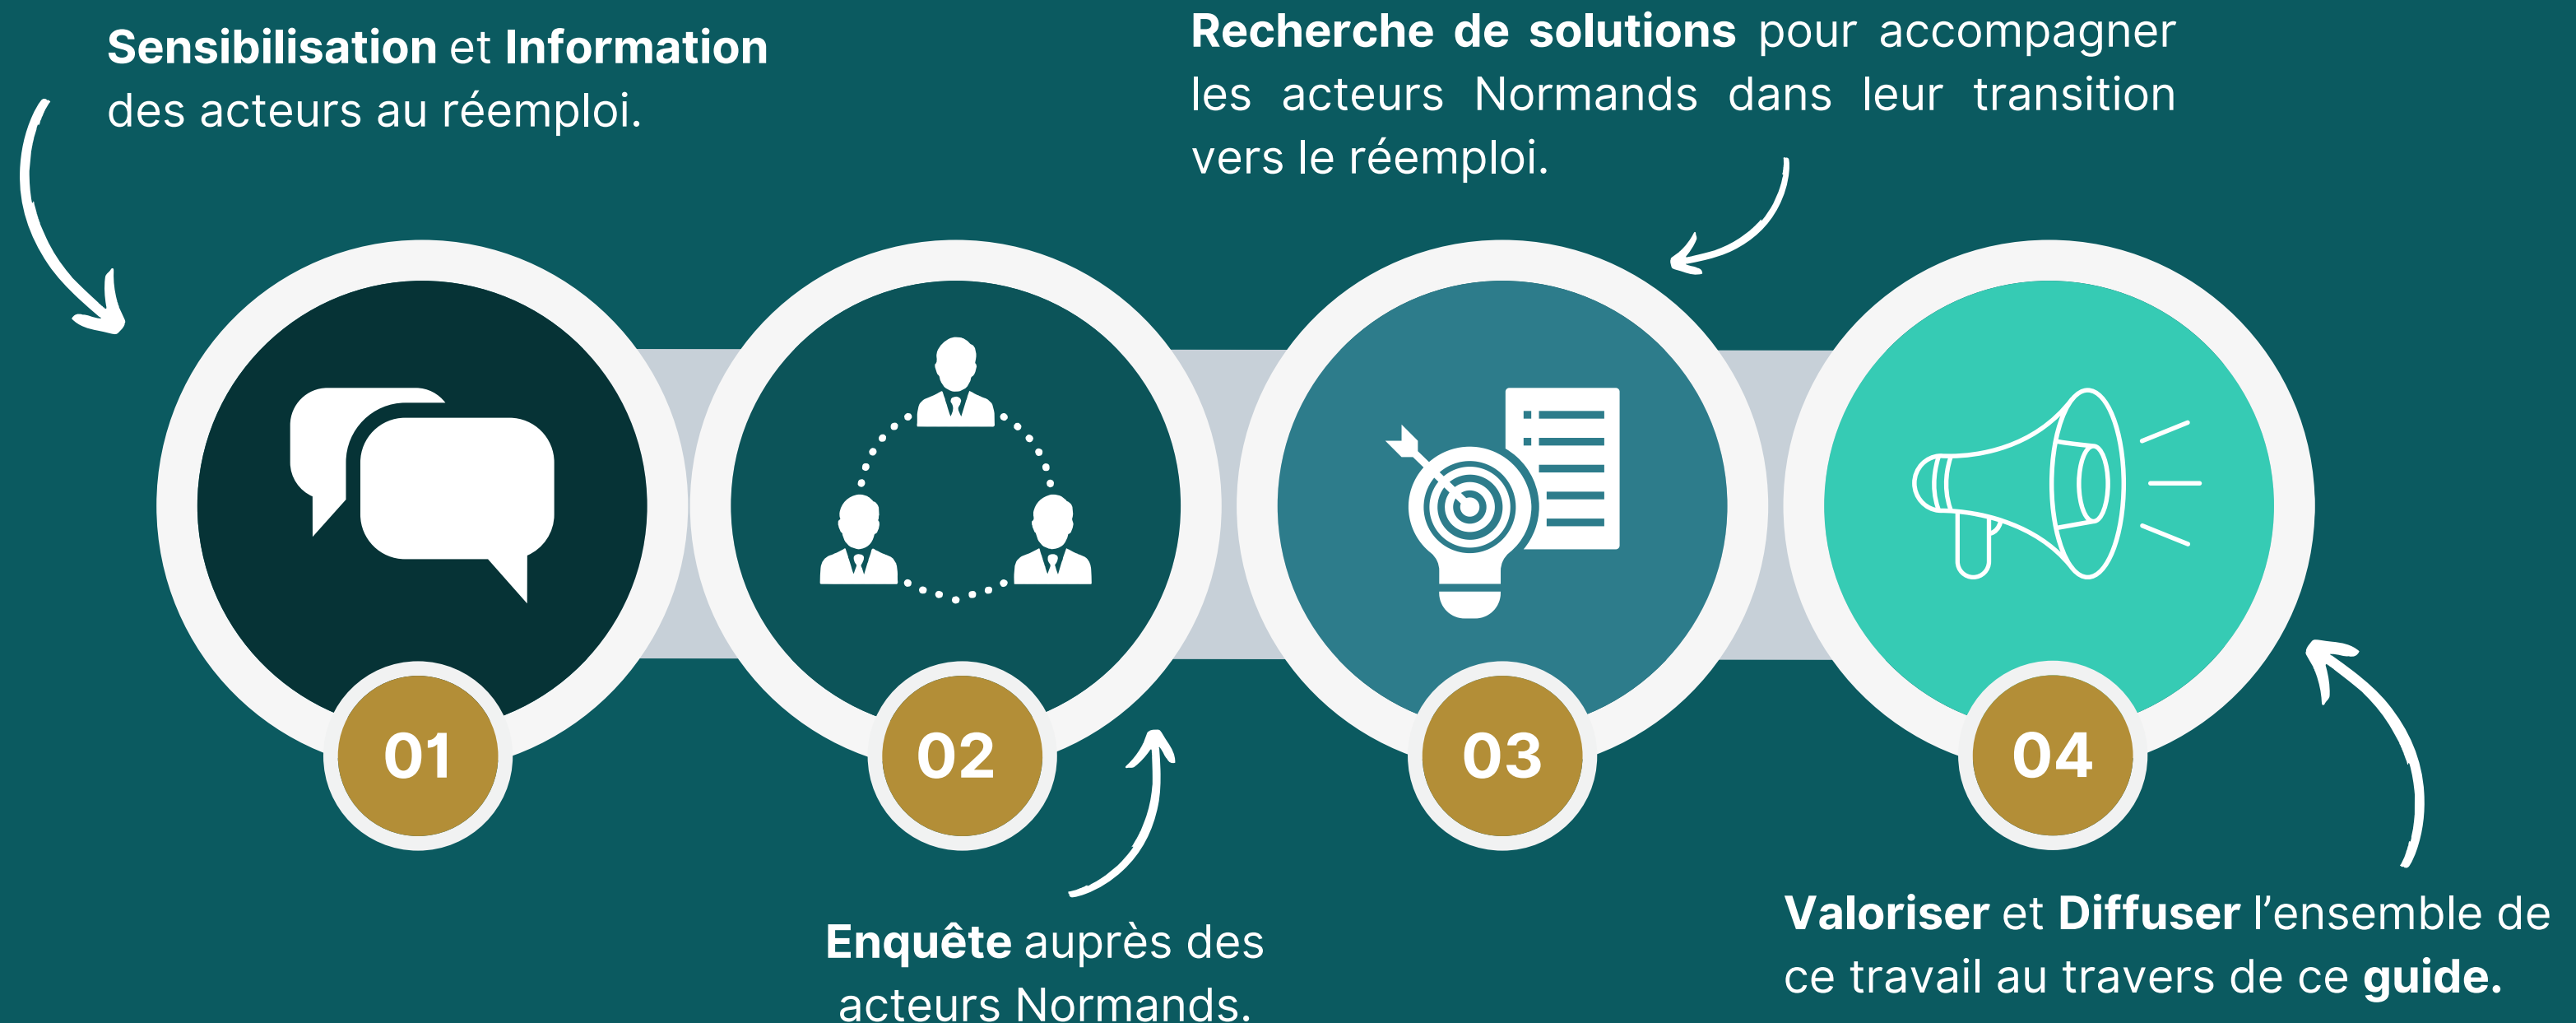 Sensibilisation et Information
des acteurs au réemploi.
Recherche de solutions pour accompagner
les acteurs Normands dans leur transition
vers le réemploi.
01
02
03
04
Enquête auprès des
acteurs Normands.
Valoriser et Diffuser l'ensemble de
ce travail au travers de ce guide.